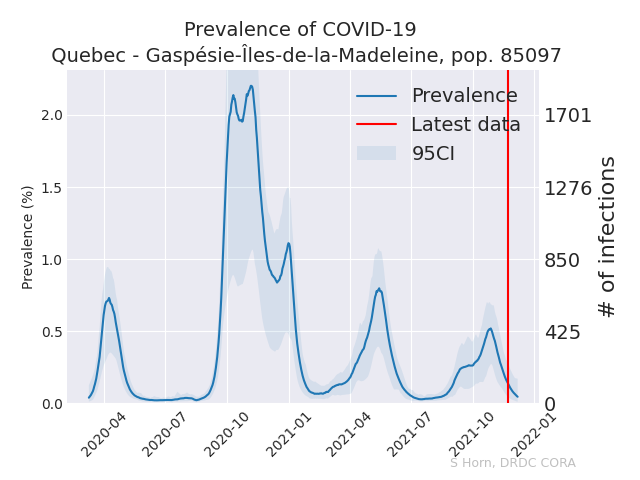 Prevalence of COVID-19
Quebec - Gaspésie-Îles-de-la-Madeleine, pop. 85097
Prevalence
Latest data
95CI
Prevalence (%)
2.0
1.5
1.0
0.5
0.0
1701
1276
850
425
0
# of infections
2020-04
2020-07
2020-10
2021-01
2021-04
2021-07
2021-10
2022-01
S Horn, DRDC CORA